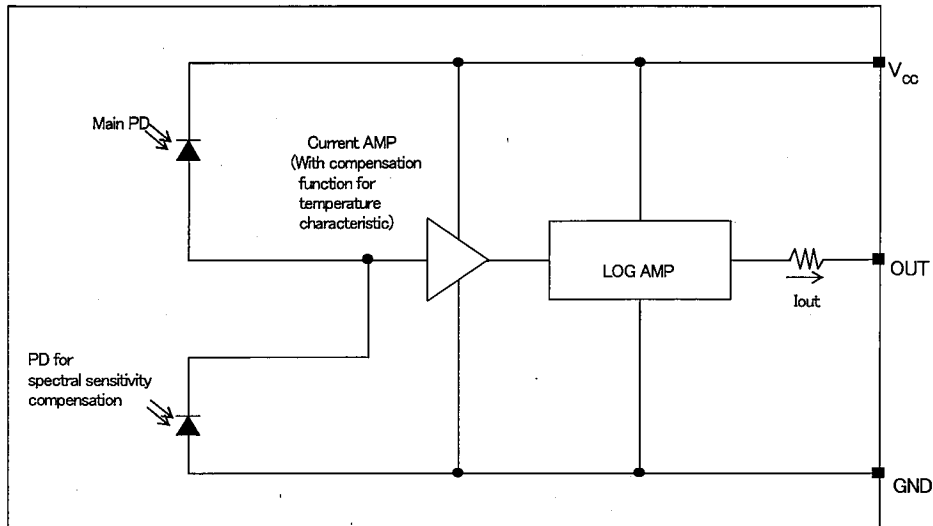 Vcc
Main PD
Current AMP
(With compensation
function for
temperature
characteristic)
LOG AMP
OUT
Iout
PD for
spectral sensitivity
compensation
GND